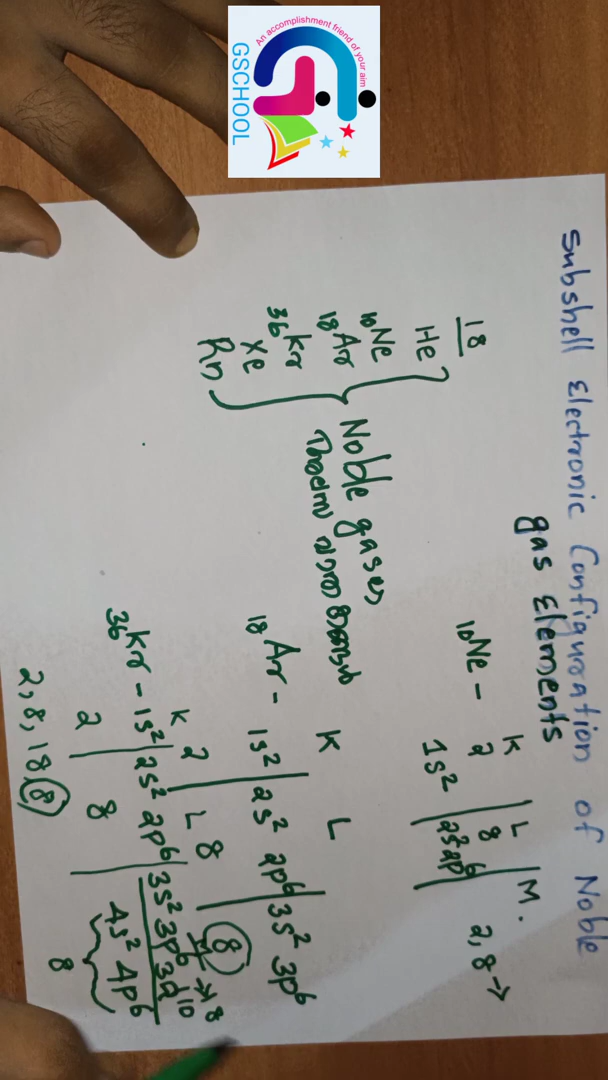 An accomplishment friend of your aim
GSCHOOL
Subshell Electronic Configuration of Noble
gas Elements
18
He
10Ne
18Ar
36Kr
Xe
Rn
Noble gases
10Ne - K | L | M.
2 8 2,8→
1s² | 2s² 2p⁶
18Ar - K L
1s² | 2s² 2p⁶ | 3s² 3p⁶
2 8 8
36Kr - 1s² | 2s² 2p⁶ | 3s² 3p⁶ 3d¹⁰
K L M → 18
4s² 4p⁶
2 | 8 | 8
2, 8, 18 8